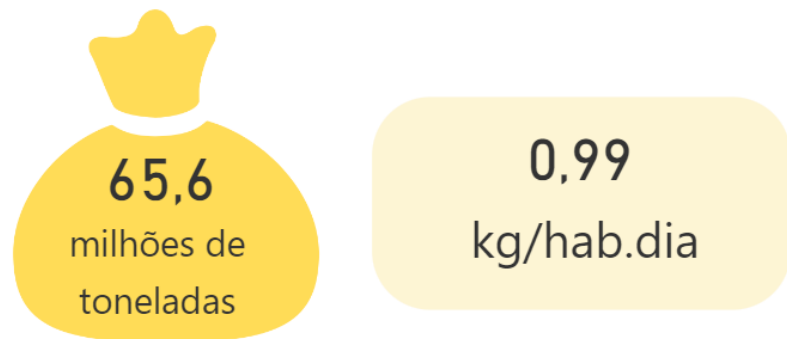 65,6
milhões de
toneladas
0,99
kg/hab.dia